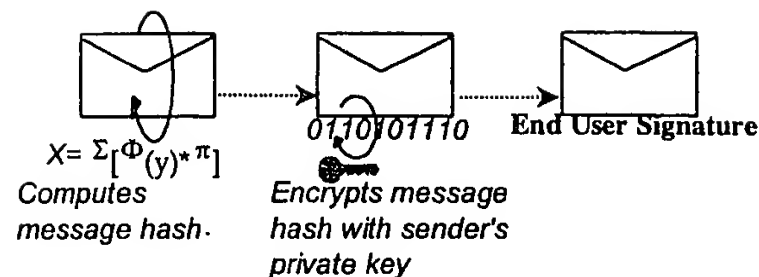 0110101110
End User Signature
X= Σ[Φ(y)* π]
Computes
message hash.
Encrypts message
hash with sender's
private key